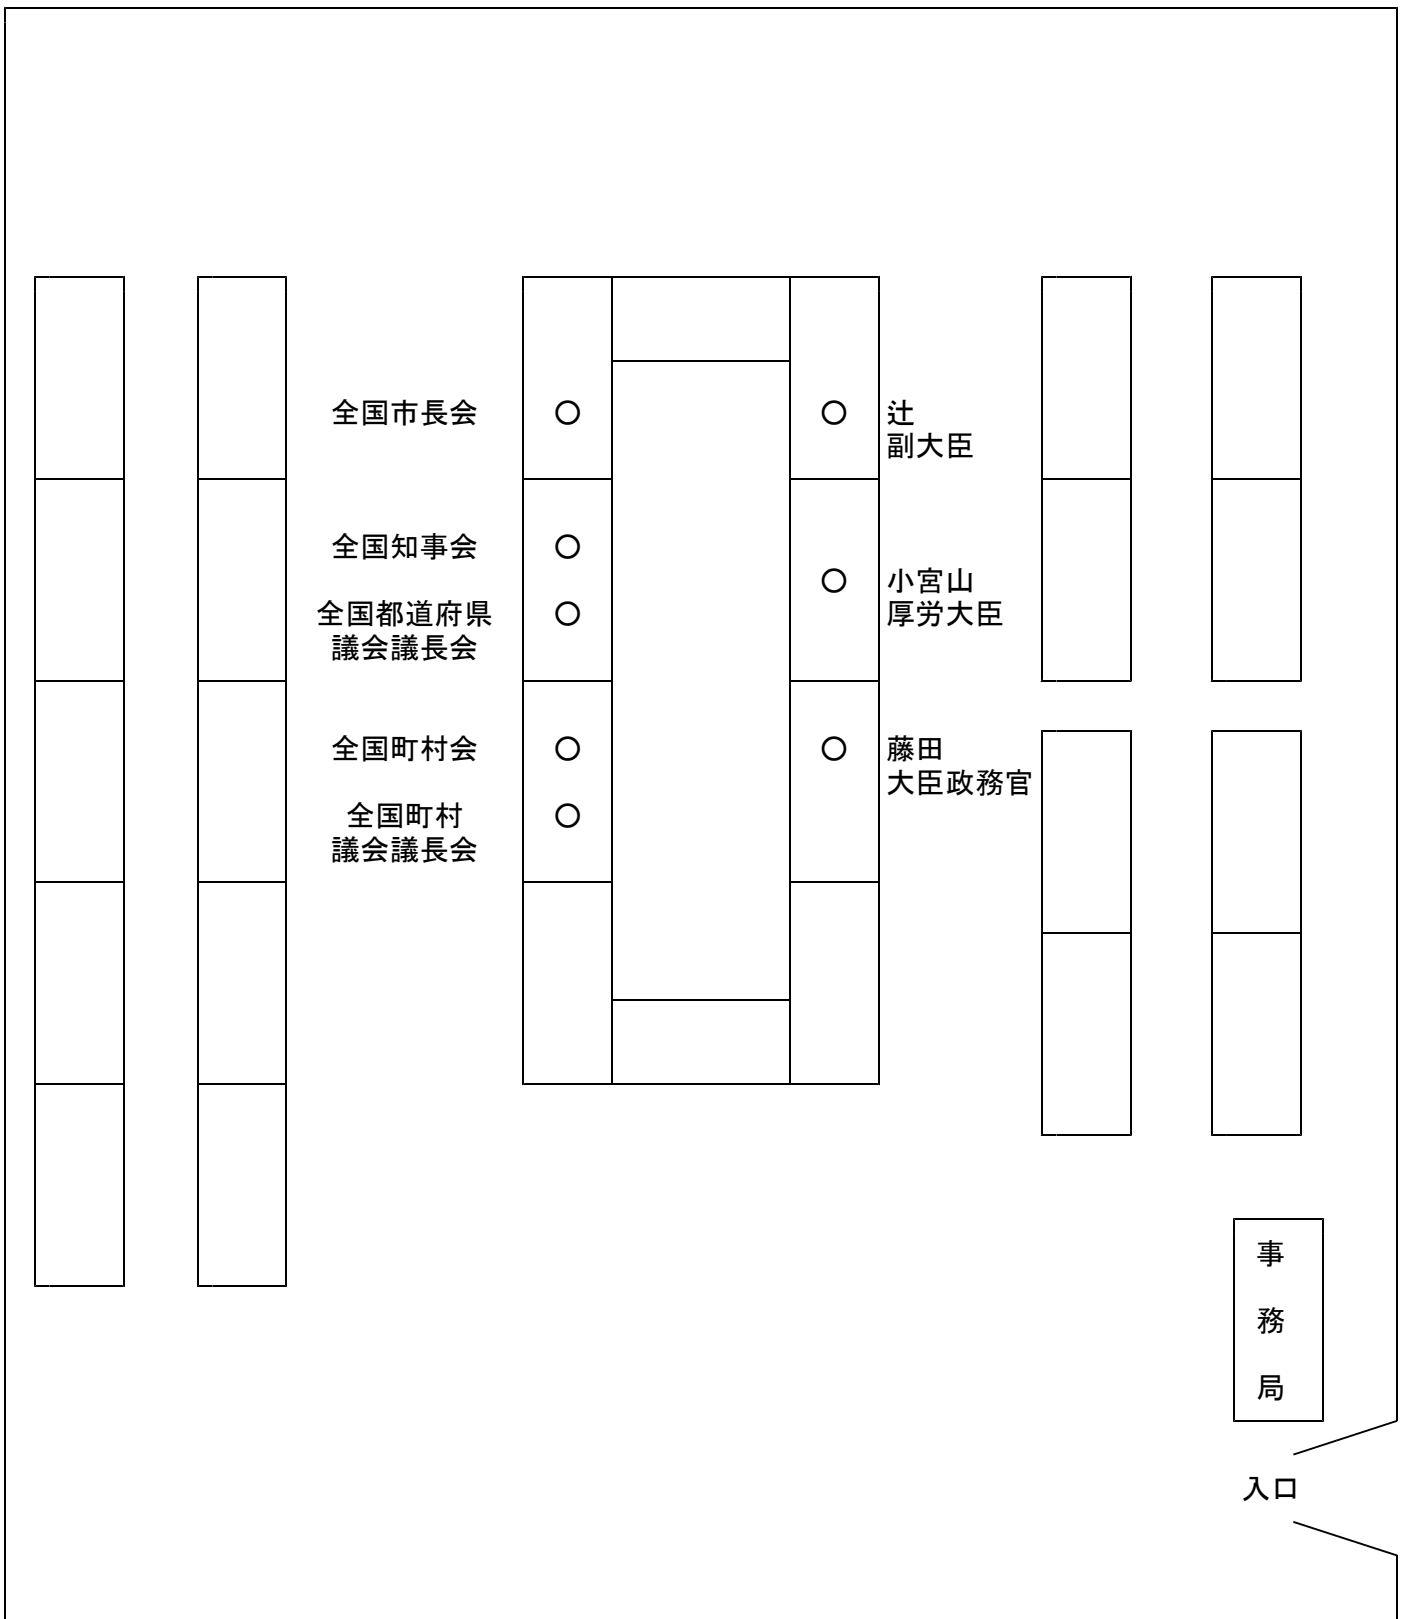 全国市長会
○
○
辻
副大臣
全国知事会
○
○
小宮山
厚労大臣
全国都道府県
議会議長会
○
全国町村会
○
○
藤田
大臣政務官
全国町村
議会議長会
○
事
務
局
入口